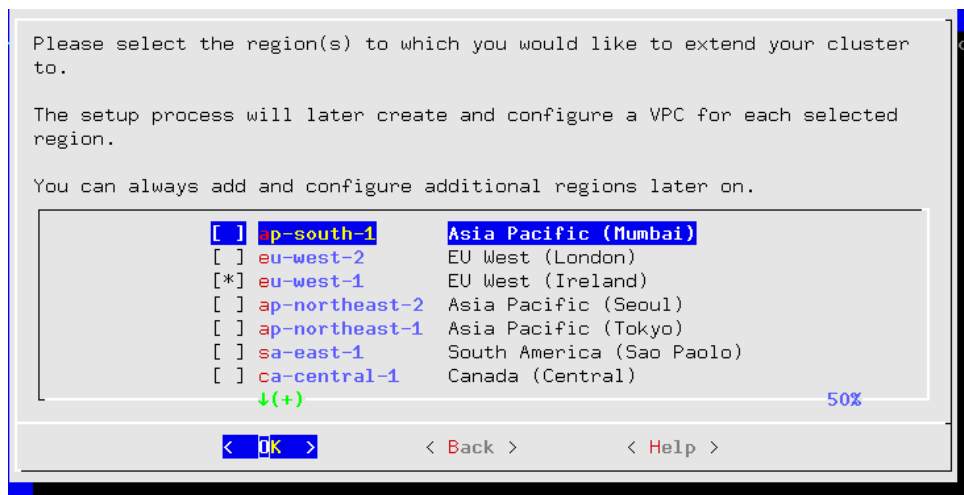 Please select the region(s) to which you would like to extend your cluster
to.
The setup process will later create and configure a VPC for each selected
region.
You can always add and configure additional regions later on.
[ ] ap-south-1 Asia Pacific (Mumbai)
[ ] eu-west-2 EU West (London)
[*] eu-west-1 EU West (Ireland)
[ ] ap-northeast-2 Asia Pacific (Seoul)
[ ] ap-northeast-1 Asia Pacific (Tokyo)
[ ] sa-east-1 South America (Sao Paolo)
[ ] ca-central-1 Canada (Central)
↓(+) 50%
< OK > < Back > < Help >